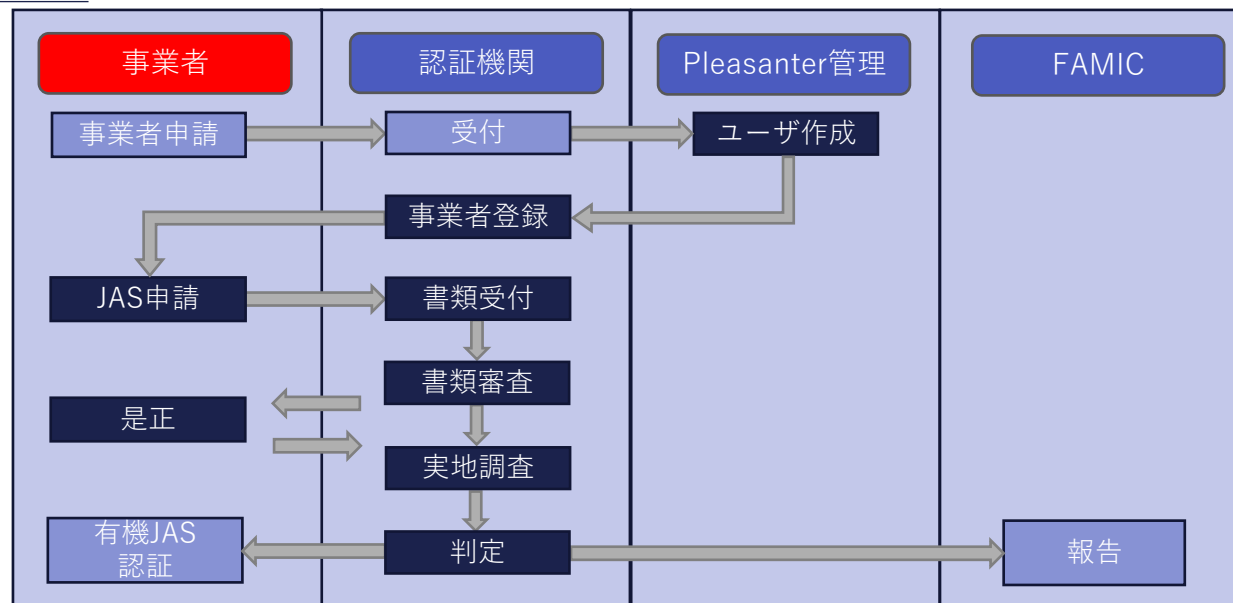 事業者
認証機関
Pleasanter管理
FAMIC
事業者申請
受付
ユーザ作成
事業者登録
JAS申請
書類受付
書類審査
是正
実地調査
有機JAS
認証
判定
報告